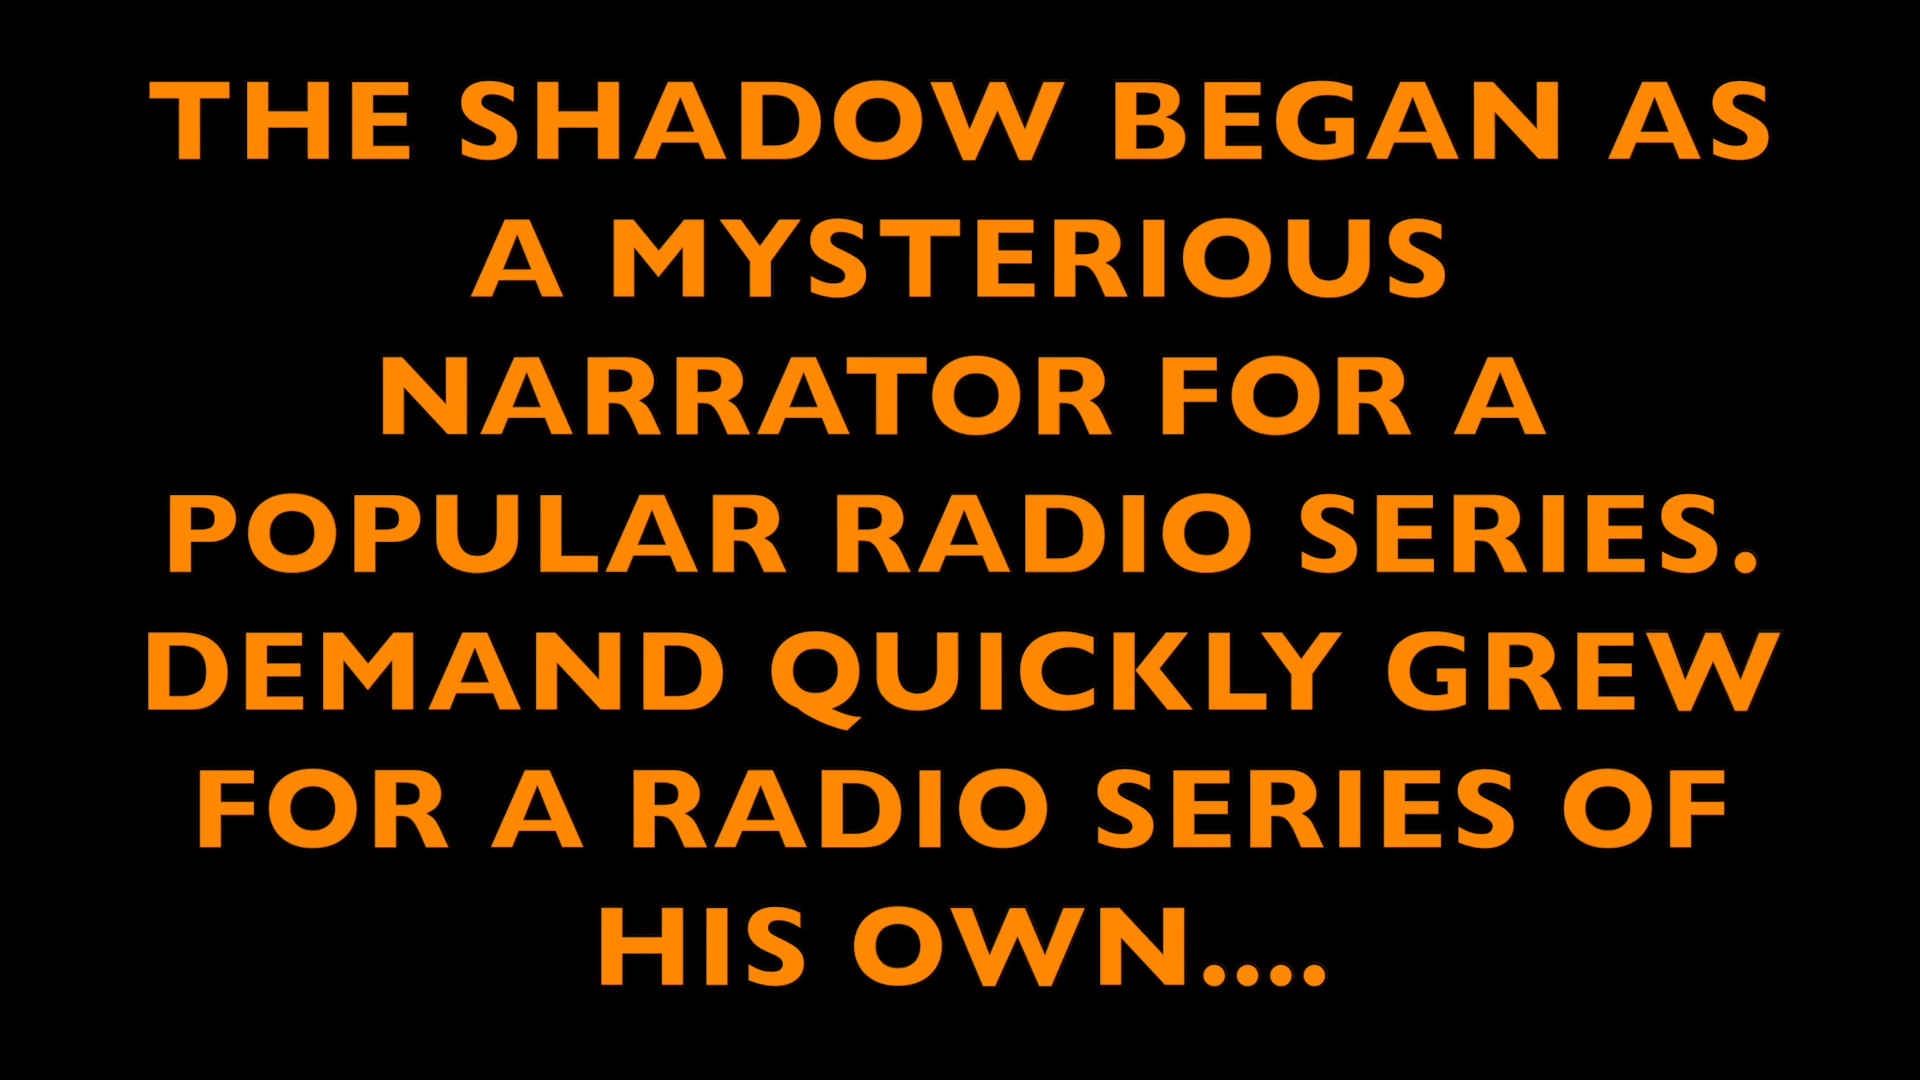 THE SHADOW BEGAN AS
A MYSTERIOUS
NARRATOR FOR A
POPULAR RADIO SERIES.
DEMAND QUICKLY GREW
FOR A RADIO SERIES OF
HIS OWN....